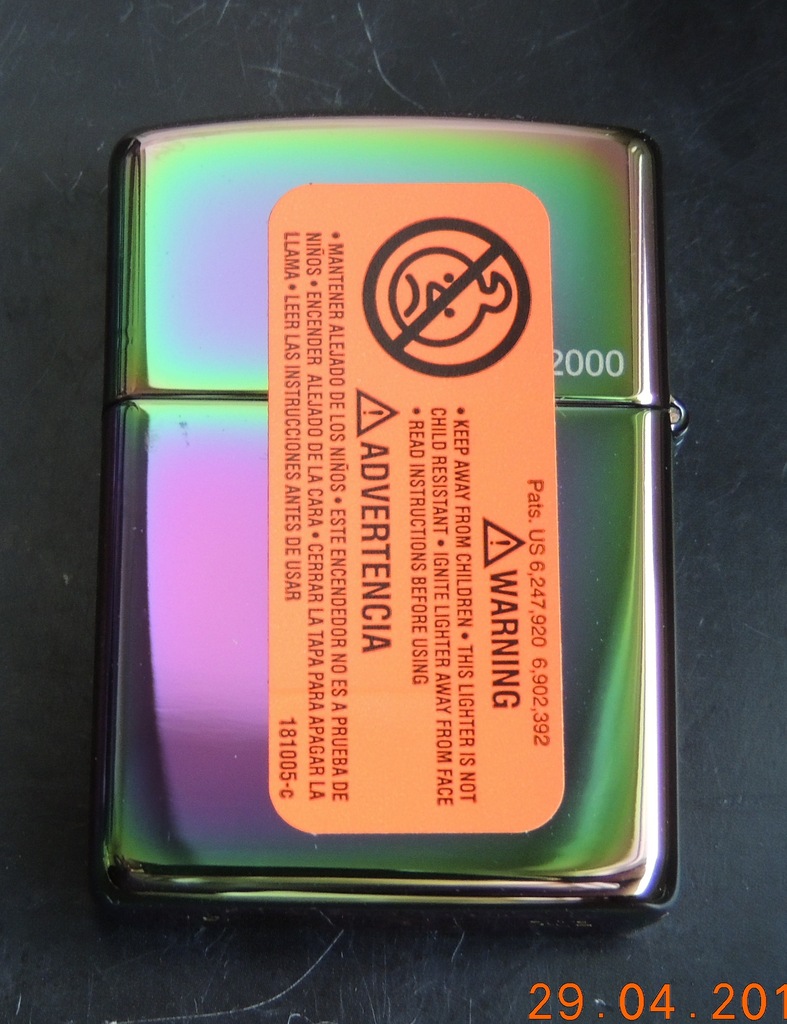 Pats. US 6,247,920 6,902,392
WARNING
• KEEP AWAY FROM CHILDREN • THIS LIGHTER IS NOT
CHILD RESISTANT • IGNITE LIGHTER AWAY FROM FACE
• READ INSTRUCTIONS BEFORE USING
ADVERTENCIA
• MANTENER ALEJADO DE LOS NIÑOS • ESTE ENCENDEDOR NO ES A PRUEBA DE
NIÑOS • ENCENDER ALEJADO DE LA CARA • CERRAR LA TAPA PARA APAGAR LA
LLAMA • LEER LAS INSTRUCCIONES ANTES DE USAR
181005-c
2000
29.04.201